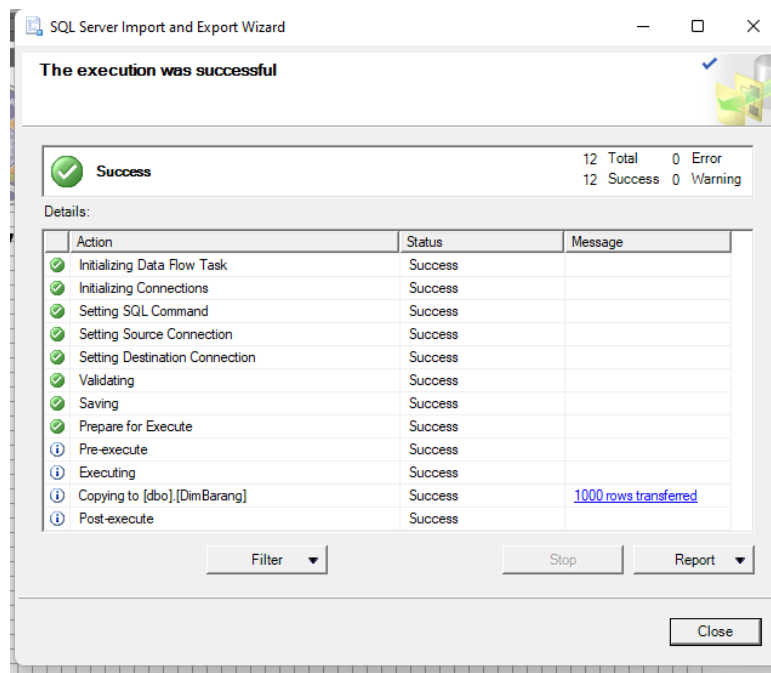 SQL Server Import and Export Wizard
The execution was successful
Success
12 Total 0 Error
12 Success 0 Warning
Details:
Action Status Message
Initializing Data Flow Task Success
Initializing Connections Success
Setting SQL Command Success
Setting Source Connection Success
Setting Destination Connection Success
Validating Success
Saving Success
Prepare for Execute Success
Pre-execute Success
Executing Success
Copying to [dbo].[DimBarang] Success 1000 rows transferred
Post-execute Success
Filter Stop Report
Close